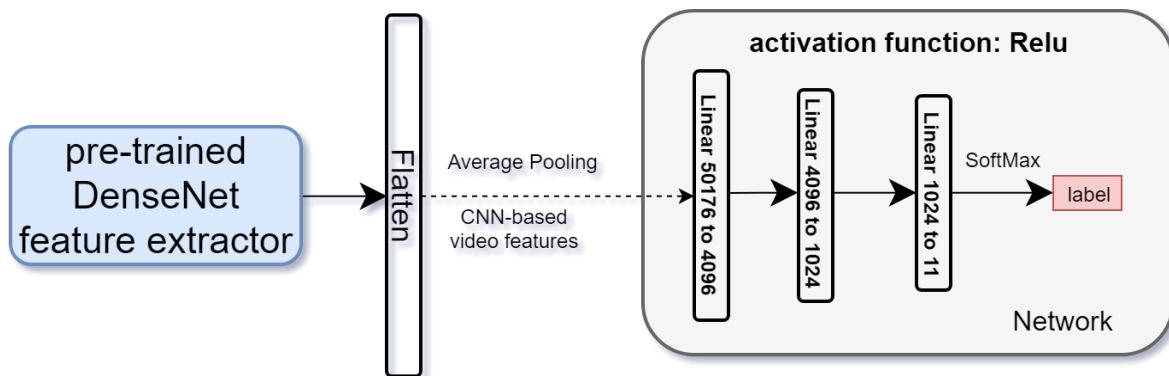 pre-trained
DenseNet
feature extractor
Flatten
Average Pooling
CNN-based
video features
activation function: Relu
Linear 50176 to 4096
Linear 4096 to 1024
Linear 1024 to 11
SoftMax
label
Network